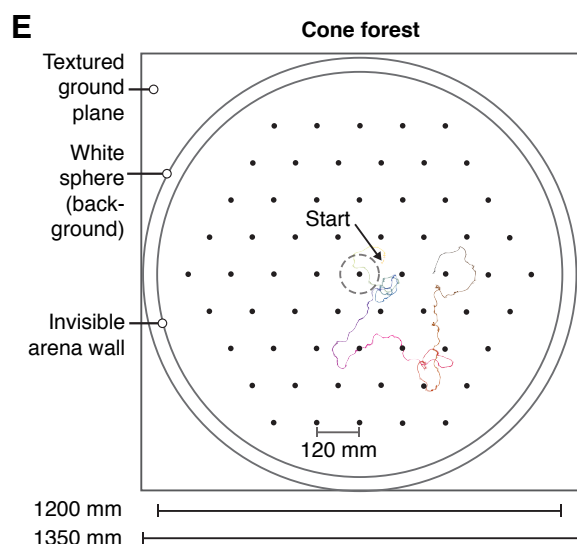 E
Cone forest
Textured
ground
plane
White
sphere
(back-
ground)
Start
Invisible
arena wall
120 mm
1200 mm
1350 mm